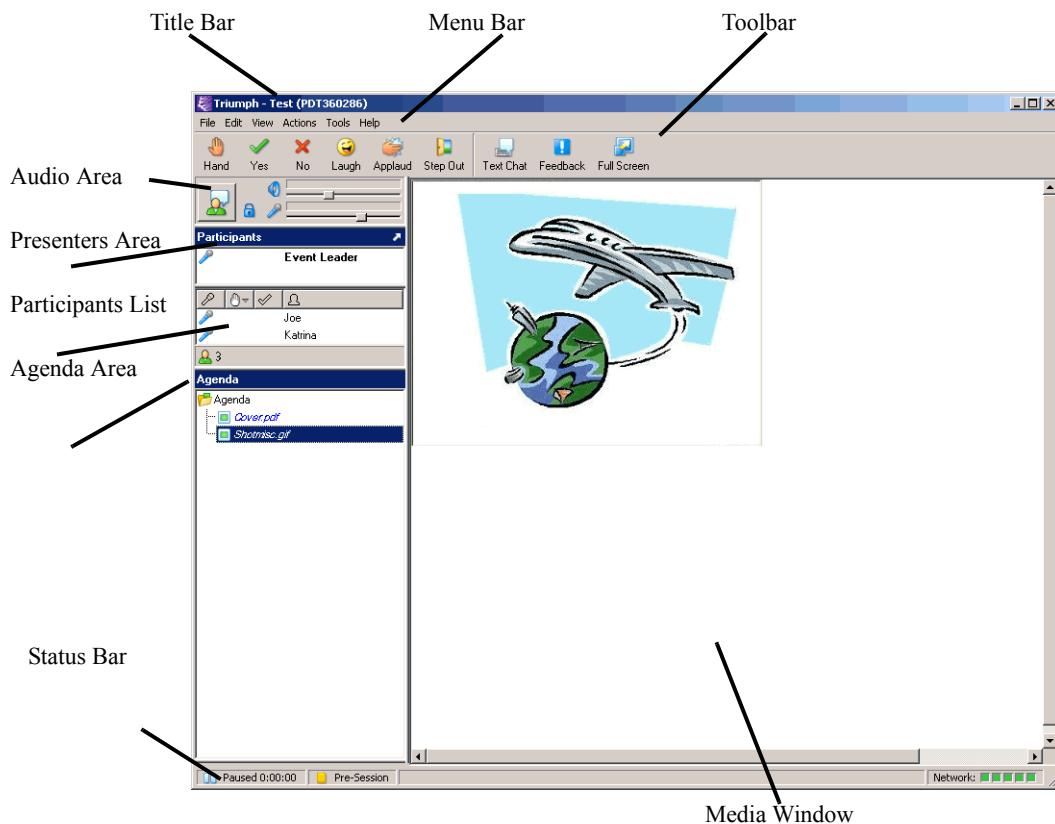 Title Bar
Menu Bar
Toolbar
Triumph - Test (PDT360286)
File Edit View Actions Tools Help
Hand Yes No Laugh Applaud Step Out Text Chat Feedback Full Screen
Audio Area
Presenters Area
Participants
Event Leader
Participants List
Joe
Katrina
3
Agenda Area
Agenda
Agenda
Cover.pdf
Shotmisc.gif
Status Bar
Paused 0:00:00 Pre-Session Network:
Media Window